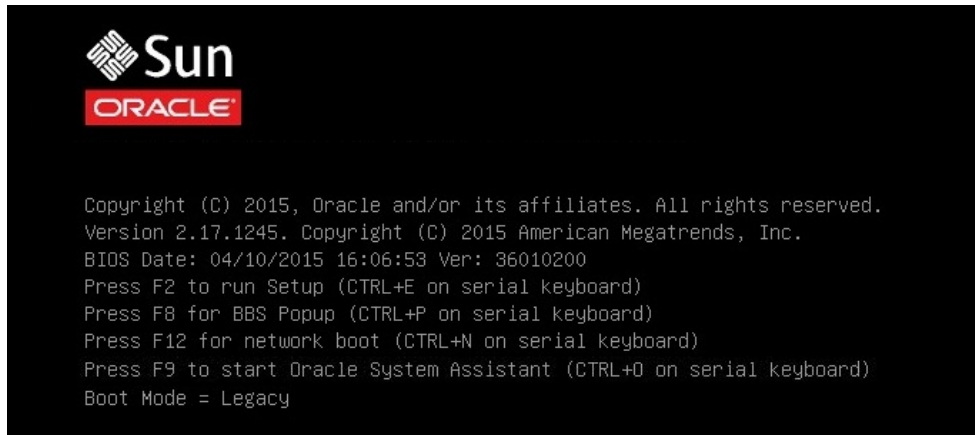 Sun
ORACLE
Copyright (C) 2015, Oracle and/or its affiliates. All rights reserved.
Version 2.17.1245. Copyright (C) 2015 American Megatrends, Inc.
BIOS Date: 04/10/2015 16:06:53 Ver: 36010200
Press F2 to run Setup (CTRL+E on serial keyboard)
Press F8 for BBS Popup (CTRL+P on serial keyboard)
Press F12 for network boot (CTRL+N on serial keyboard)
Press F9 to start Oracle System Assistant (CTRL+O on serial keyboard)
Boot Mode = Legacy